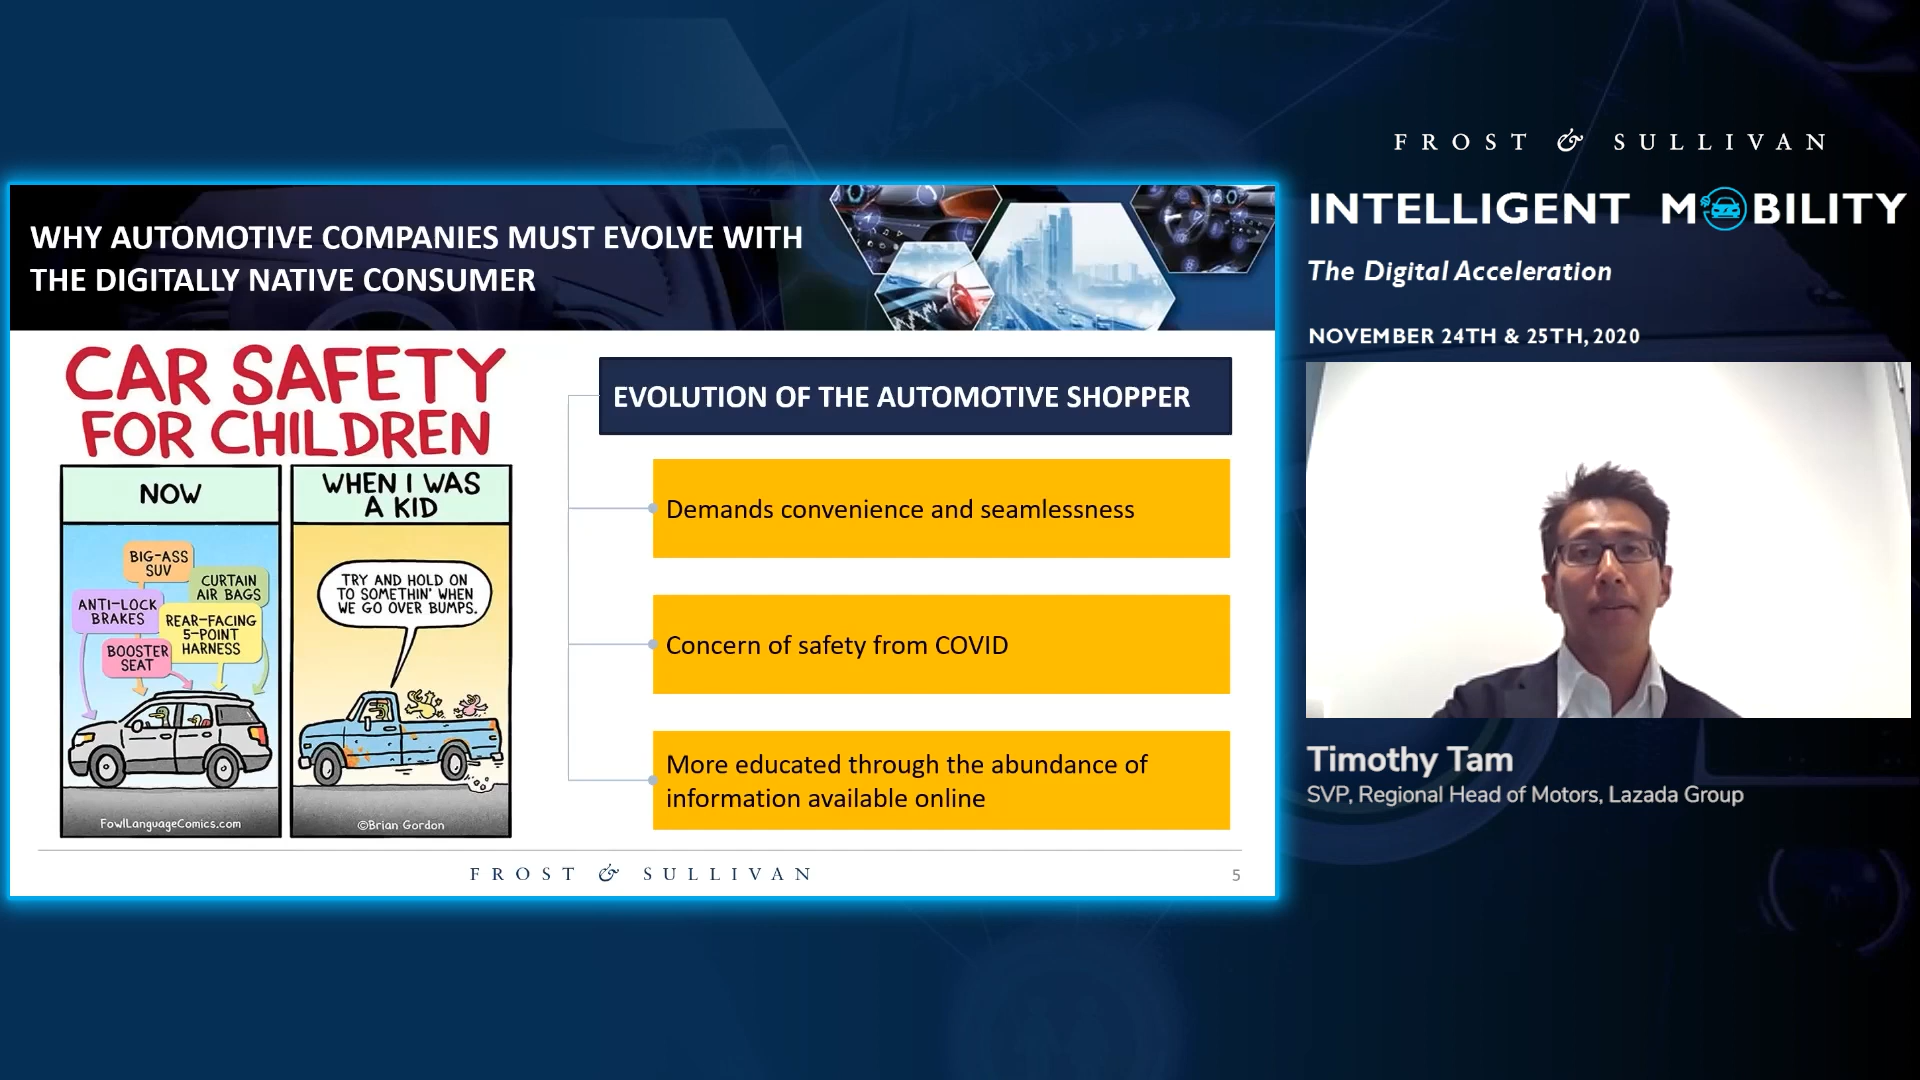 WHY AUTOMOTIVE COMPANIES MUST EVOLVE WITH
THE DIGITALLY NATIVE CONSUMER
CAR SAFETY
FOR CHILDREN
NOW
BIG-ASS
SUV
CURTAIN
AIR BAGS
ANTI-LOCK
BRAKES
REAR-FACING
5-POINT
HARNESS
BOOSTER
SEAT
FowlLanguageComics.com
WHEN I WAS
A KID
TRY AND HOLD ON
TO SOMETHIN' WHEN
WE GO OVER BUMPS.
©Brian Gordon
EVOLUTION OF THE AUTOMOTIVE SHOPPER
Demands convenience and seamlessness
Concern of safety from COVID
More educated through the abundance of
information available online
FROST & SULLIVAN
5
FROST & SULLIVAN
INTELLIGENT MOBILITY
The Digital Acceleration
NOVEMBER 24TH & 25TH, 2020
Timothy Tam
SVP, Regional Head of Motors, Lazada Group